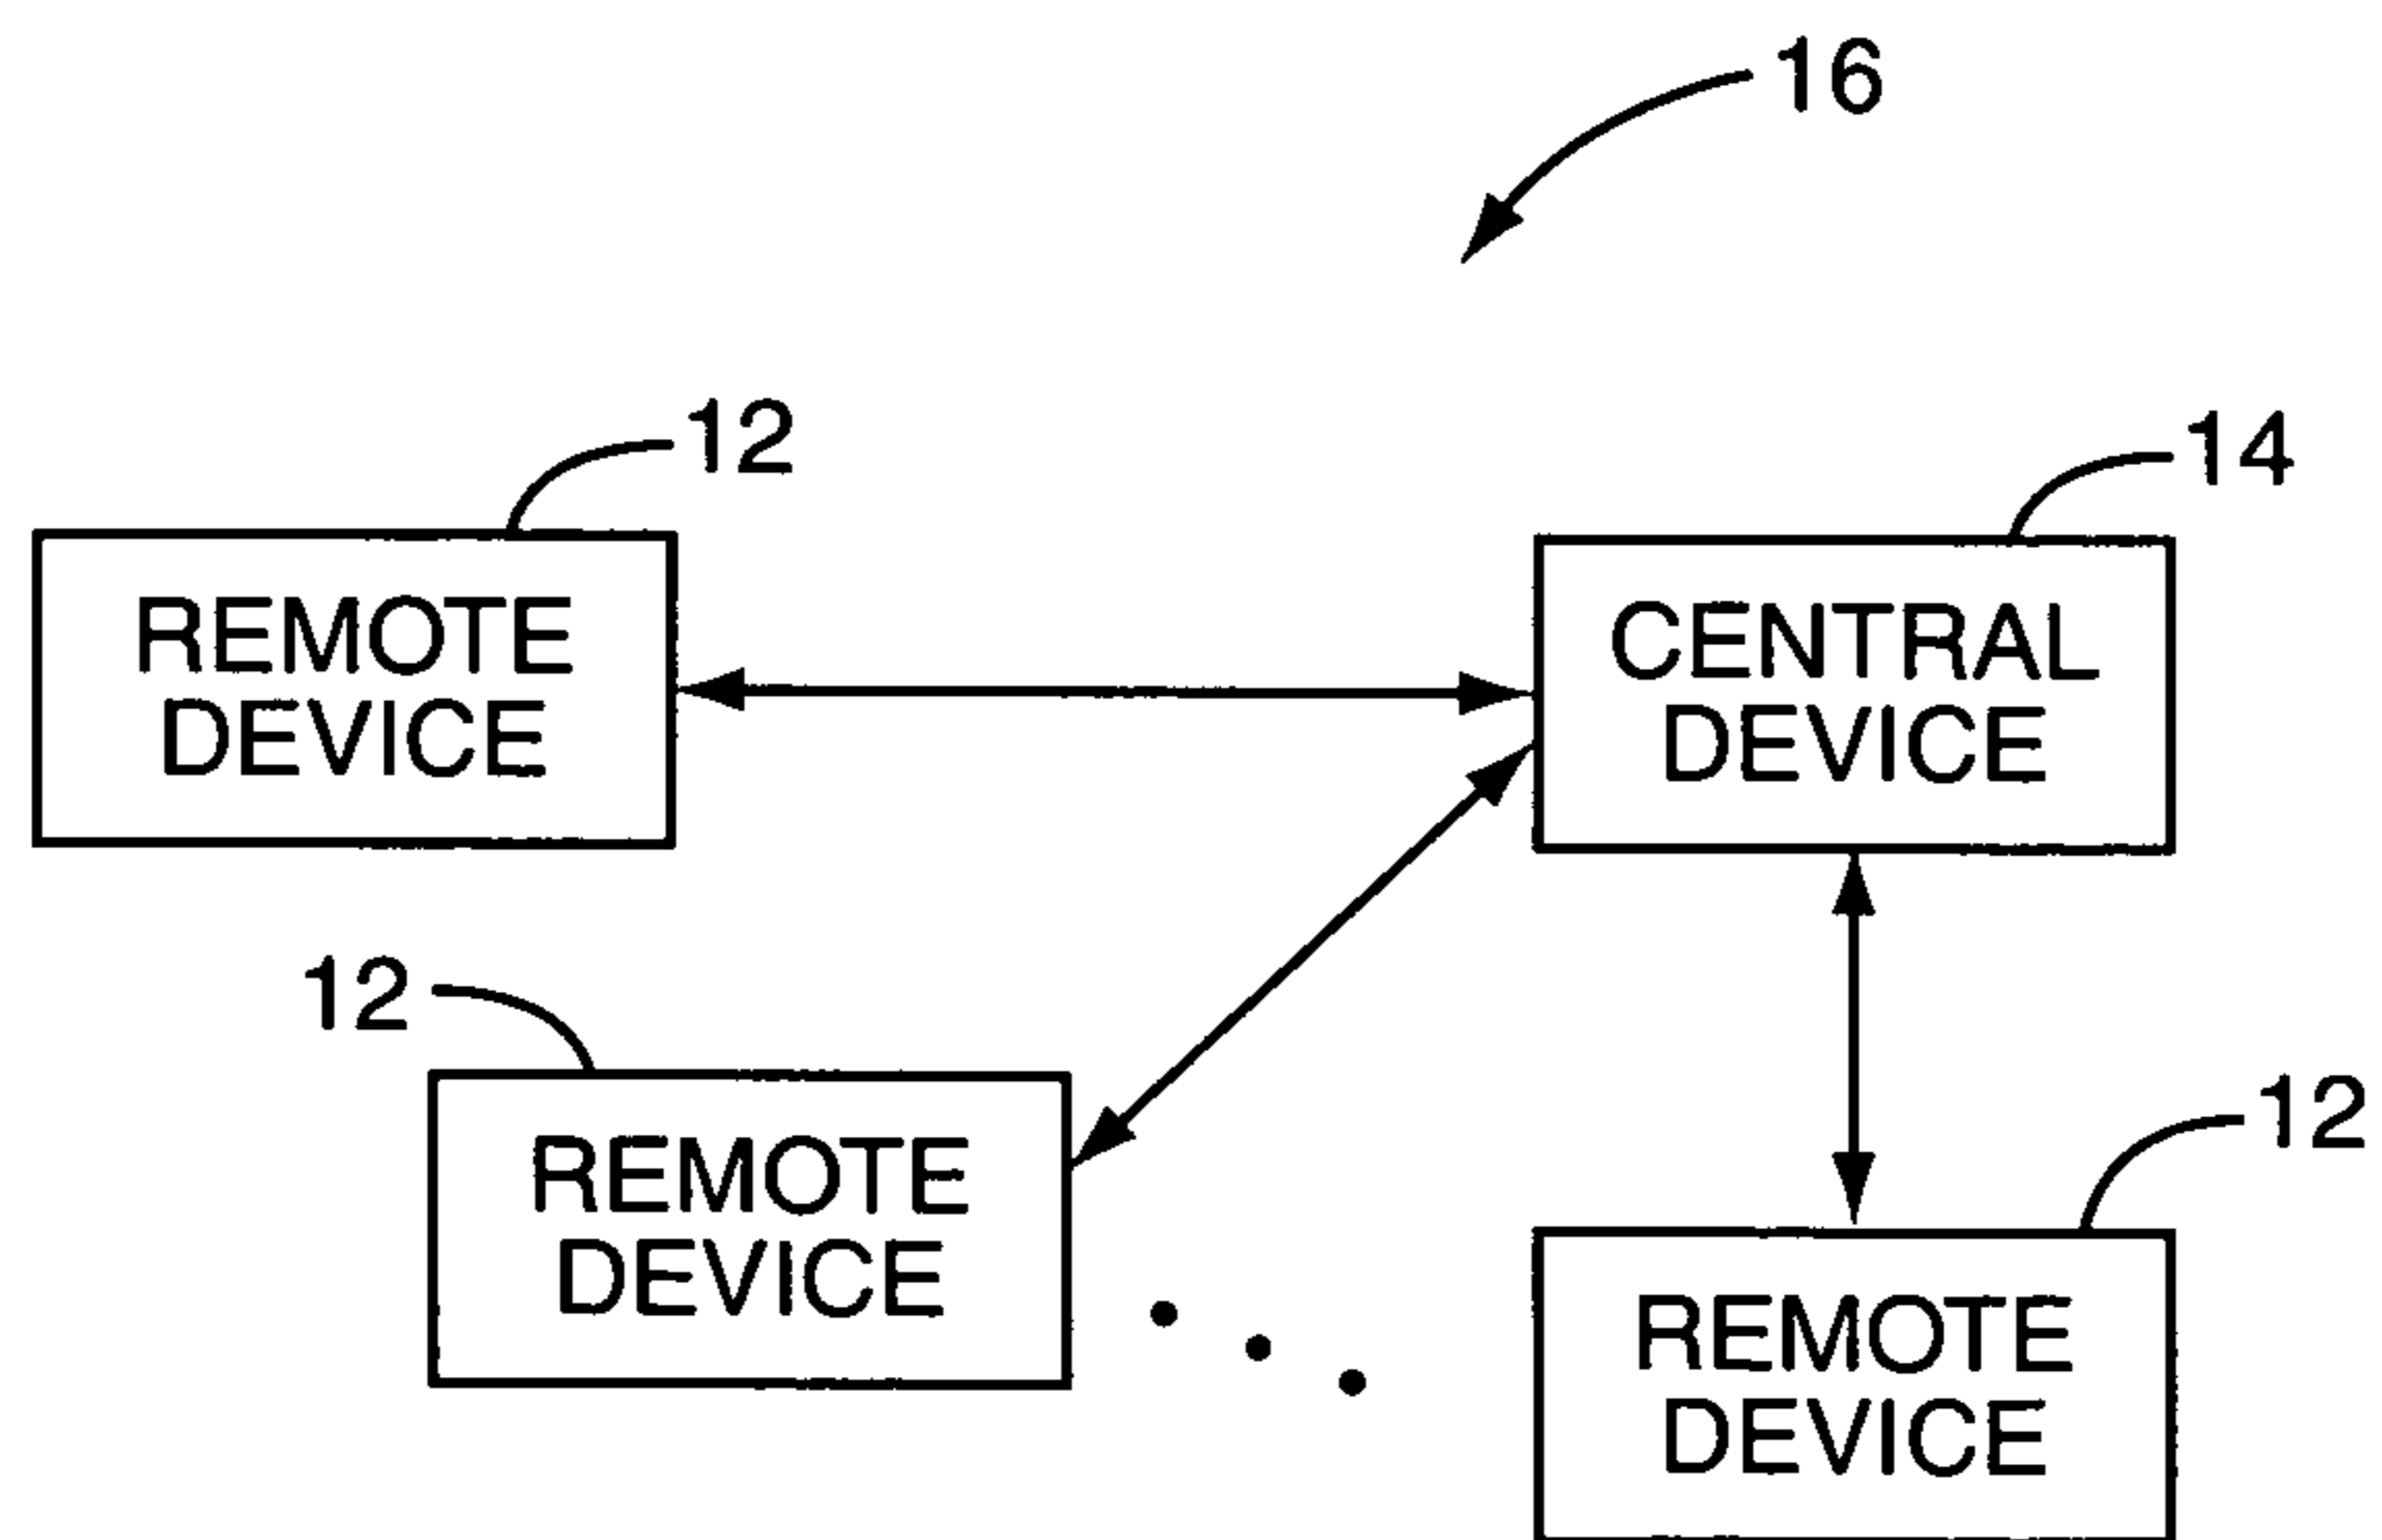 16
12
14
REMOTE
DEVICE
CENTRAL
DEVICE
12
REMOTE
DEVICE
12
REMOTE
DEVICE